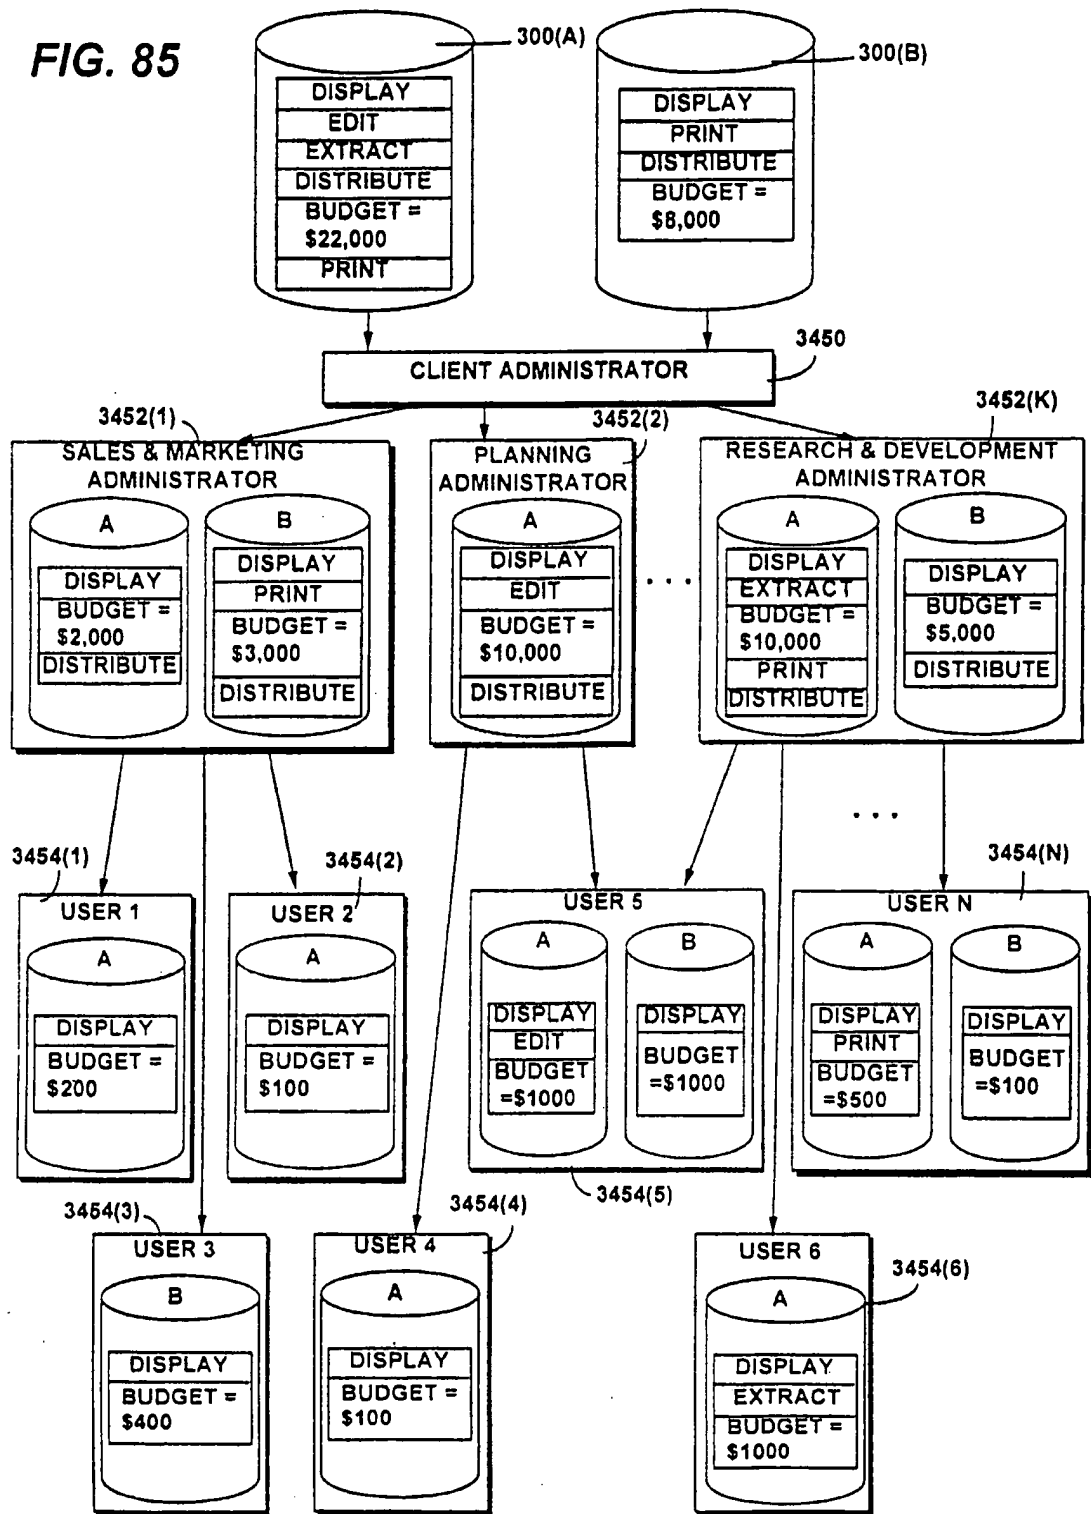 FIG. 85
300(A)
DISPLAY
EDIT
EXTRACT
DISTRIBUTE
BUDGET =
$22,000
PRINT
300(B)
DISPLAY
PRINT
DISTRIBUTE
BUDGET =
$8,000
CLIENT ADMINISTRATOR
3450
3452(1)
SALES & MARKETING
ADMINISTRATOR
A
DISPLAY
BUDGET =
$2,000
DISTRIBUTE
B
DISPLAY
PRINT
BUDGET =
$3,000
DISTRIBUTE
3452(2)
PLANNING
ADMINISTRATOR
A
DISPLAY
EDIT
BUDGET =
$10,000
DISTRIBUTE
. . .
3452(K)
RESEARCH & DEVELOPMENT
ADMINISTRATOR
A
DISPLAY
EXTRACT
BUDGET =
$10,000
PRINT
DISTRIBUTE
B
DISPLAY
BUDGET =
$5,000
DISTRIBUTE
. . .
3454(1)
USER 1
A
DISPLAY
BUDGET =
$200
3454(2)
USER 2
A
DISPLAY
BUDGET =
$100
USER 5
A
DISPLAY
EDIT
BUDGET
=$1000
B
DISPLAY
BUDGET
=$1000
3454(5)
3454(N)
USER N
A
DISPLAY
PRINT
BUDGET
=$500
B
DISPLAY
BUDGET
=$100
3454(3)
USER 3
B
DISPLAY
BUDGET =
$400
3454(4)
USER 4
A
DISPLAY
BUDGET =
$100
USER 6
3454(6)
A
DISPLAY
EXTRACT
BUDGET =
$1000